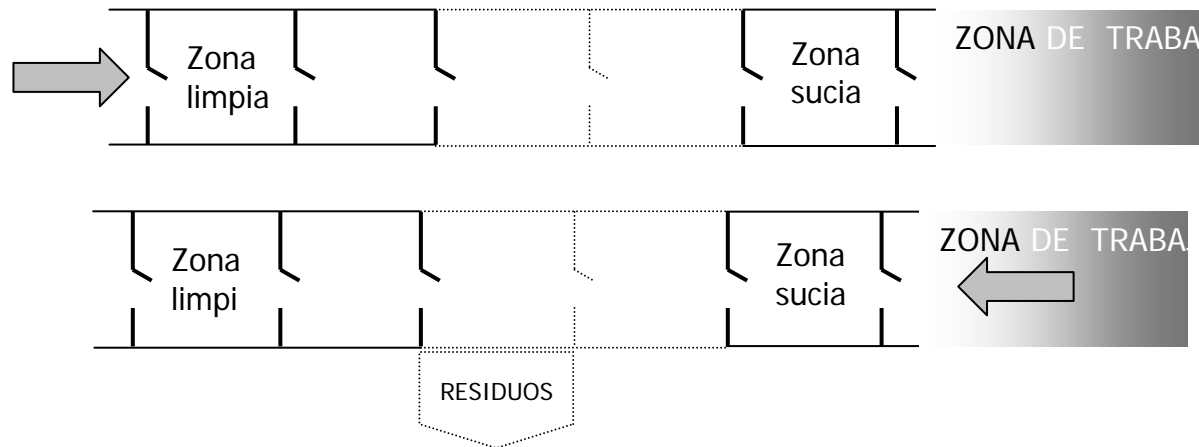 Zona
limpia
Zona
sucia
ZONA DE TRABA
Zona
limpi
Zona
sucia
ZONA DE TRABA
RESIDUOS